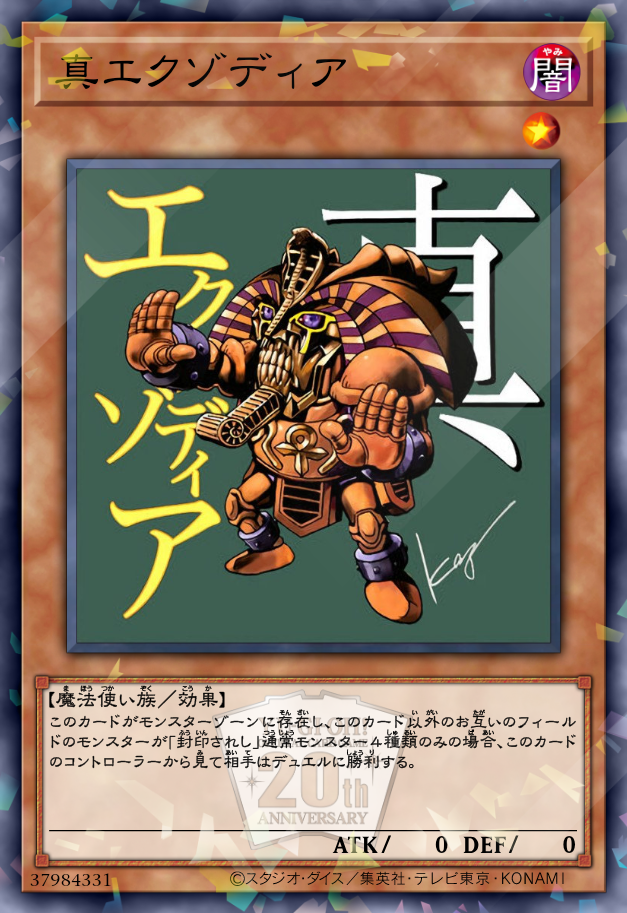 真エクゾディア
やみ
闇
真
エクゾディア
Kaz
【魔法使い族／効果】
このカードがモンスターゾーンに存在し、このカード以外のお互いのフィール
ドのモンスターが「封印されし」通常モンスター４種類のみの場合、このカード
のコントローラーから見て相手はデュエルに勝利する。
20th
ANNIVERSARY
ATK/ 0 DEF/ 0
37984331 ©スタジオ・ダイス／集英社・テレビ東京・KONAMI